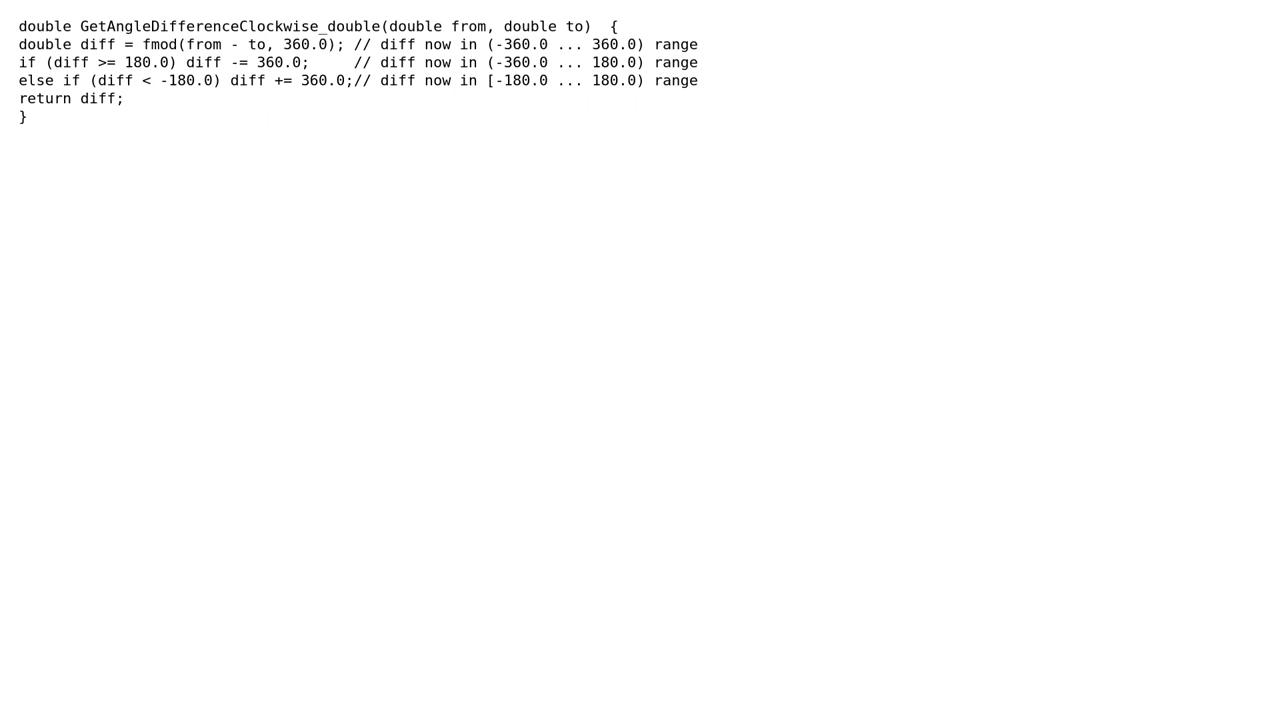 double GetAngleDifferenceClockwise_double(double from, double to)  {
double diff = fmod(from - to, 360.0); // diff now in (-360.0 ... 360.0) range
if (diff >= 180.0) diff -= 360.0;     // diff now in (-360.0 ... 180.0) range
else if (diff < -180.0) diff += 360.0;// diff now in [-180.0 ... 180.0) range
return diff;
}